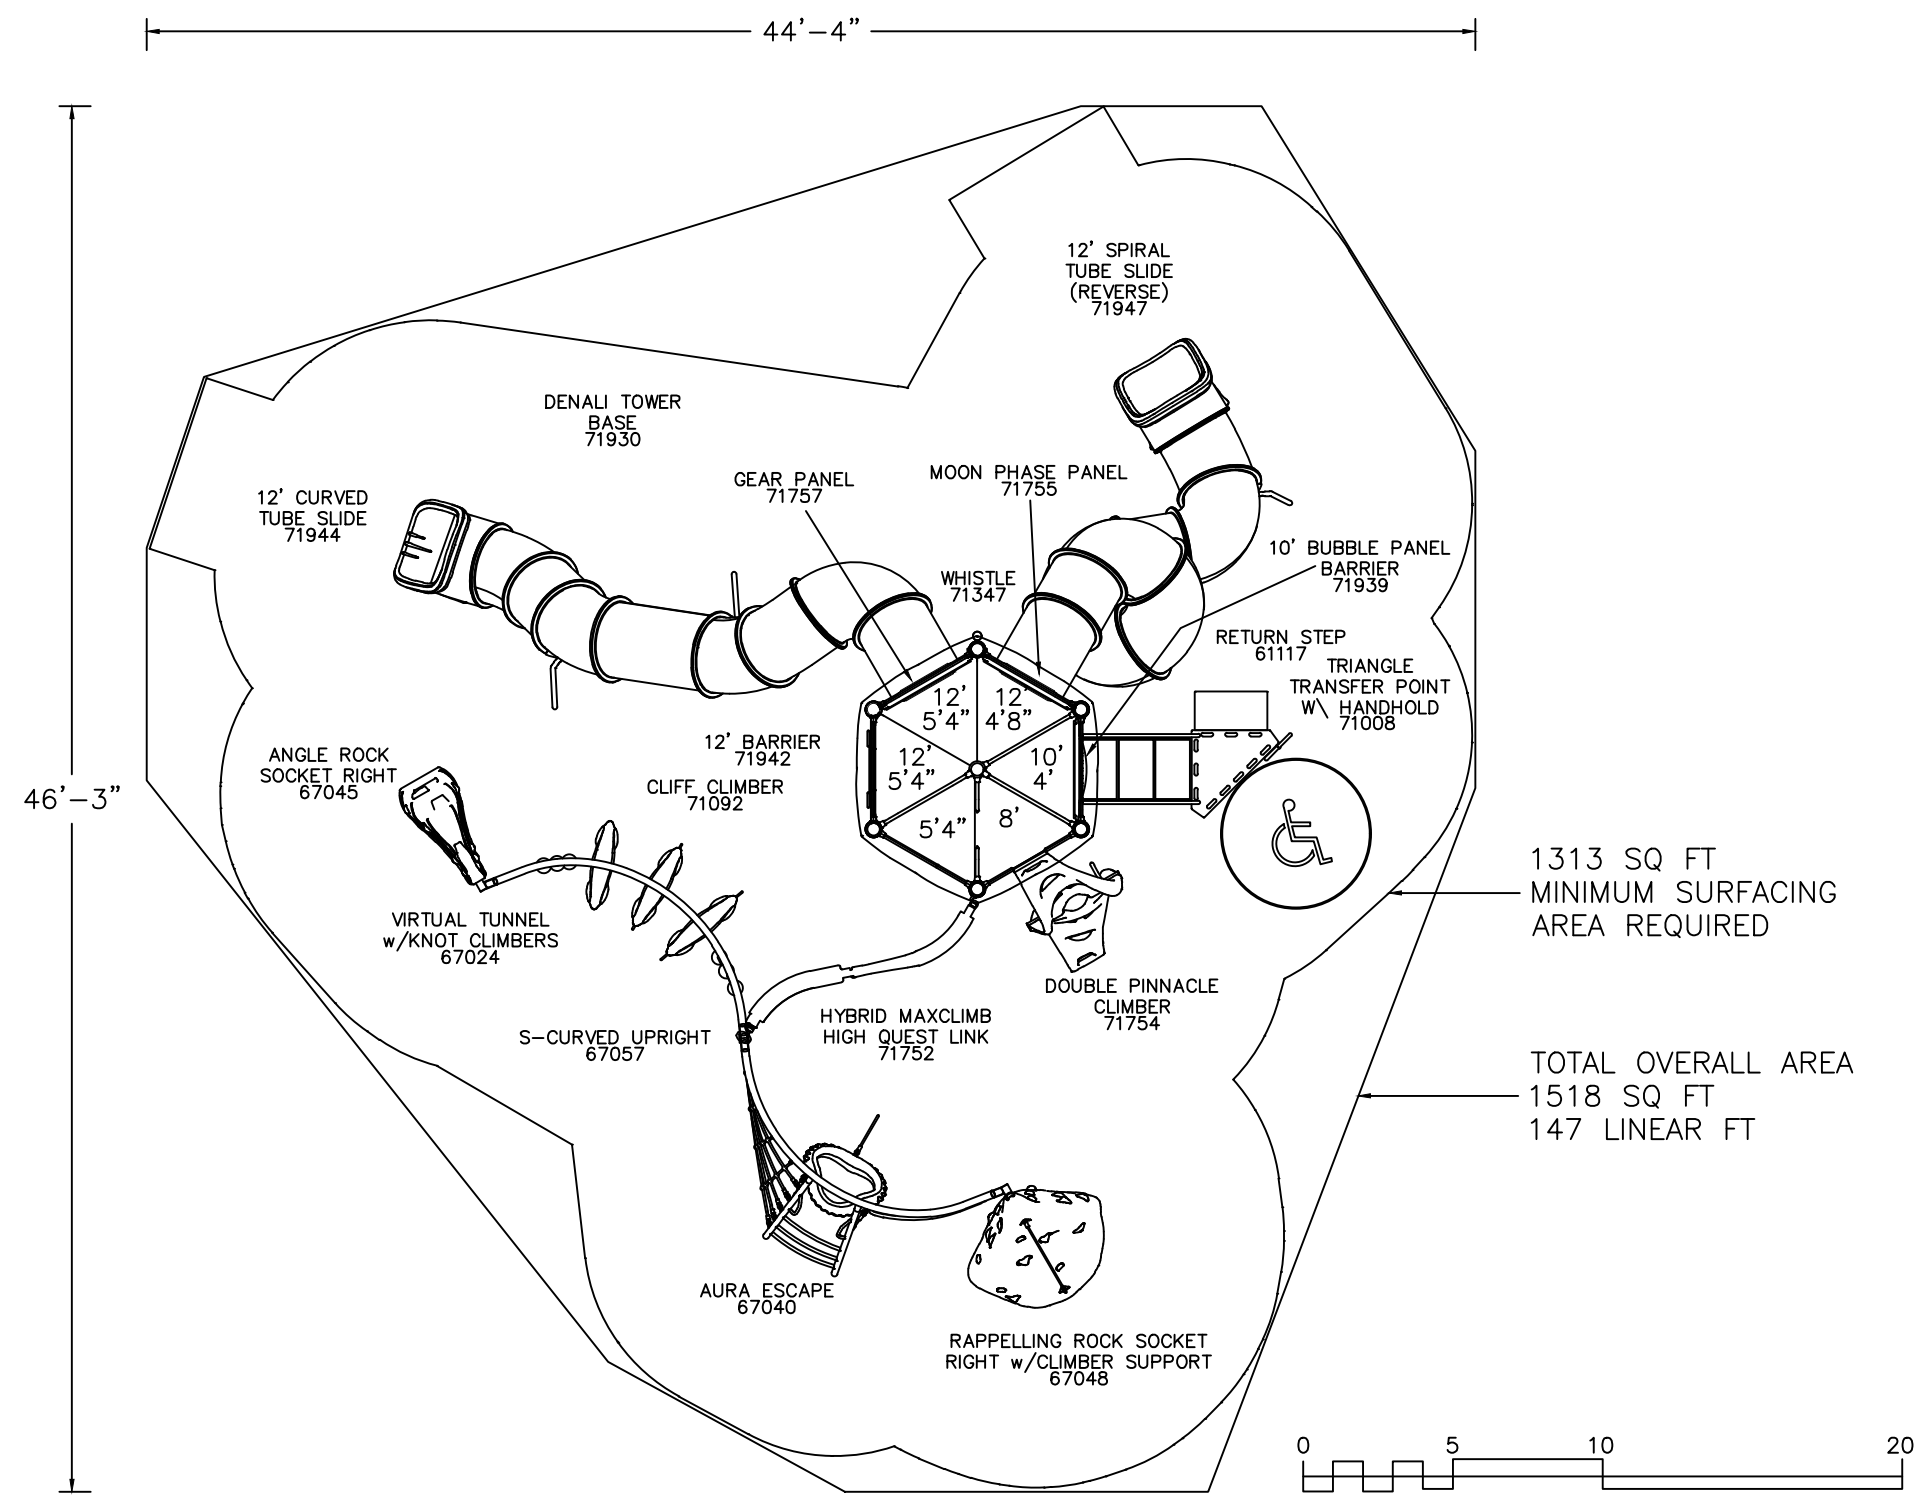 44'-4"
46'-3"
12' SPIRAL
TUBE SLIDE
(REVERSE)
71947
DENALI TOWER
BASE
71930
GEAR PANEL
71757
MOON PHASE PANEL
71755
12' CURVED
TUBE SLIDE
71944
10' BUBBLE PANEL
BARRIER
71939
WHISTLE
71347
RETURN STEP
61117
TRIANGLE
TRANSFER POINT
W\ HANDHOLD
71008
12'
5'4"
12'
4'8"
12'
5'4"
10'
4'
5'4"
8'
12' BARRIER
71942
CLIFF CLIMBER
71092
ANGLE ROCK
SOCKET RIGHT
67045
VIRTUAL TUNNEL
w/KNOT CLIMBERS
67024
1313 SQ FT
MINIMUM SURFACING
AREA REQUIRED
DOUBLE PINNACLE
CLIMBER
71754
HYBRID MAXCLIMB
HIGH QUEST LINK
71752
S-CURVED UPRIGHT
67057
TOTAL OVERALL AREA
1518 SQ FT
147 LINEAR FT
AURA ESCAPE
67040
RAPPELLING ROCK SOCKET
RIGHT w/CLIMBER SUPPORT
67048
0 5 10 20